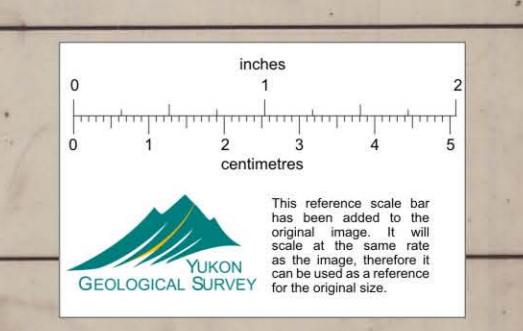 inches
0 1 2
0 1 2 3 4 5
centimetres
This reference scale bar
has been added to the
original image. It will
scale at the same rate
as the image, therefore it
can be used as a reference
for the original size.
YUKON
GEOLOGICAL SURVEY